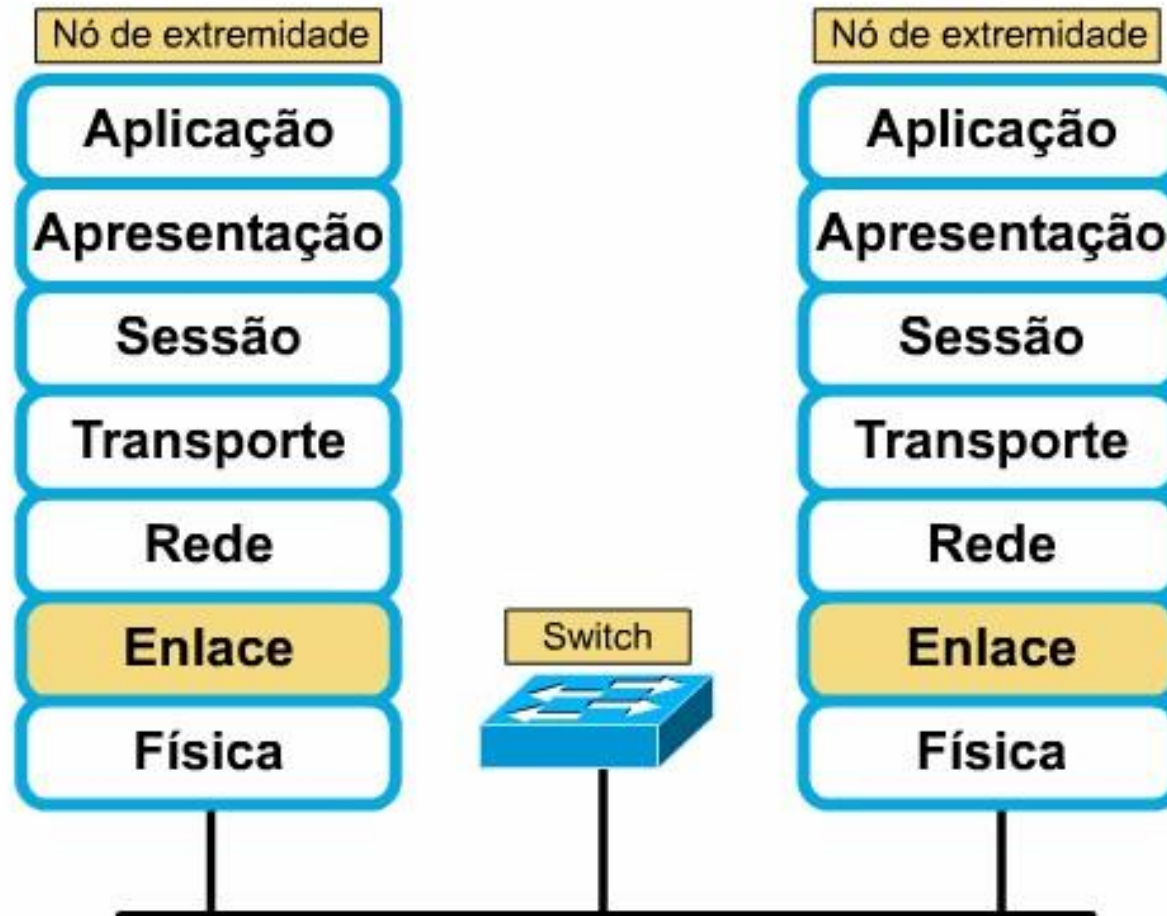 Nó de extremidade
Aplicação
Apresentação
Sessão
Transporte
Rede
Enlace
Física
Switch
Nó de extremidade
Aplicação
Apresentação
Sessão
Transporte
Rede
Enlace
Física